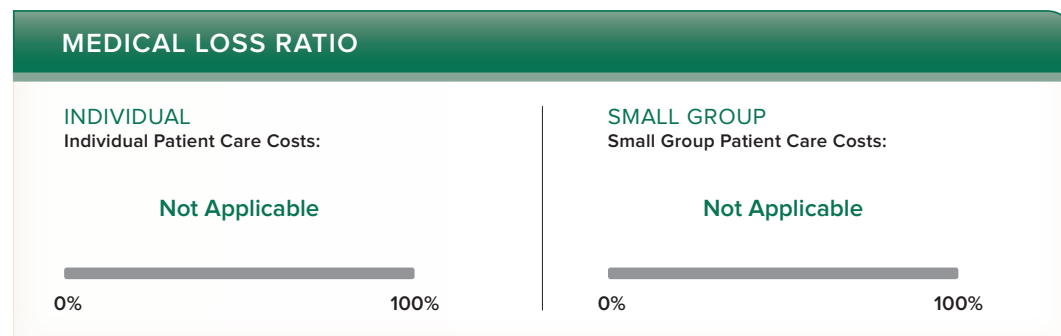 MEDICAL LOSS RATIO
INDIVIDUAL
Individual Patient Care Costs:
Not Applicable
0% 100%
SMALL GROUP
Small Group Patient Care Costs:
Not Applicable
0% 100%